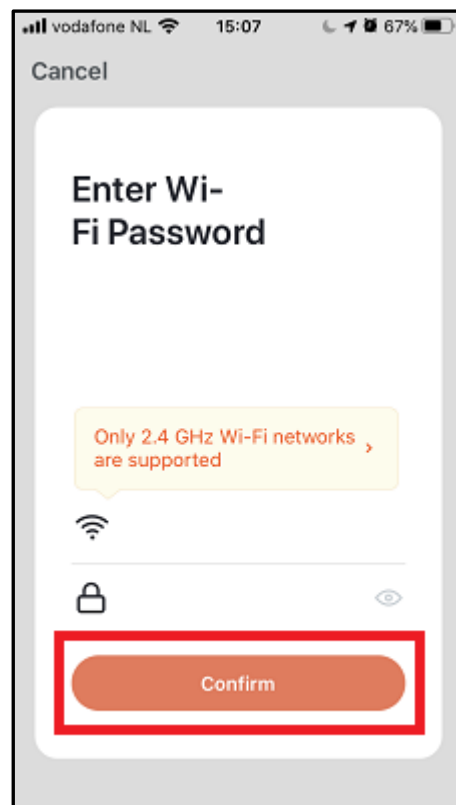 vodafone NL 15:07 67%
Cancel
Enter Wi-
Fi Password
Only 2.4 GHz Wi-Fi networks
are supported
Confirm